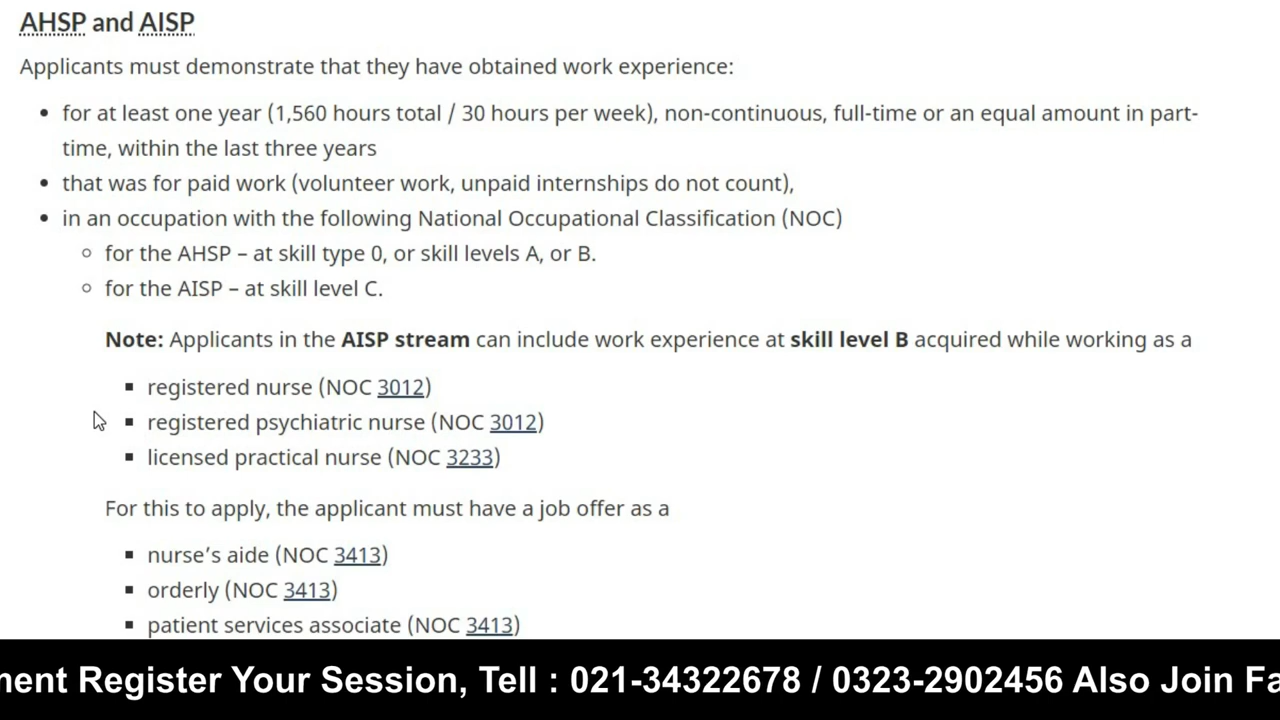 AHSP and AISP
Applicants must demonstrate that they have obtained work experience:
• for at least one year (1,560 hours total / 30 hours per week), non-continuous, full-time or an equal amount in part-
time, within the last three years
• that was for paid work (volunteer work, unpaid internships do not count),
• in an occupation with the following National Occupational Classification (NOC)
○ for the AHSP – at skill type 0, or skill levels A, or B.
○ for the AISP – at skill level C.
Note: Applicants in the AISP stream can include work experience at skill level B acquired while working as a
▪ registered nurse (NOC 3012)
▪ registered psychiatric nurse (NOC 3012)
▪ licensed practical nurse (NOC 3233)
For this to apply, the applicant must have a job offer as a
▪ nurse’s aide (NOC 3413)
▪ orderly (NOC 3413)
▪ patient services associate (NOC 3413)
ment Register Your Session, Tell : 021-34322678 / 0323-2902456 Also Join Fa